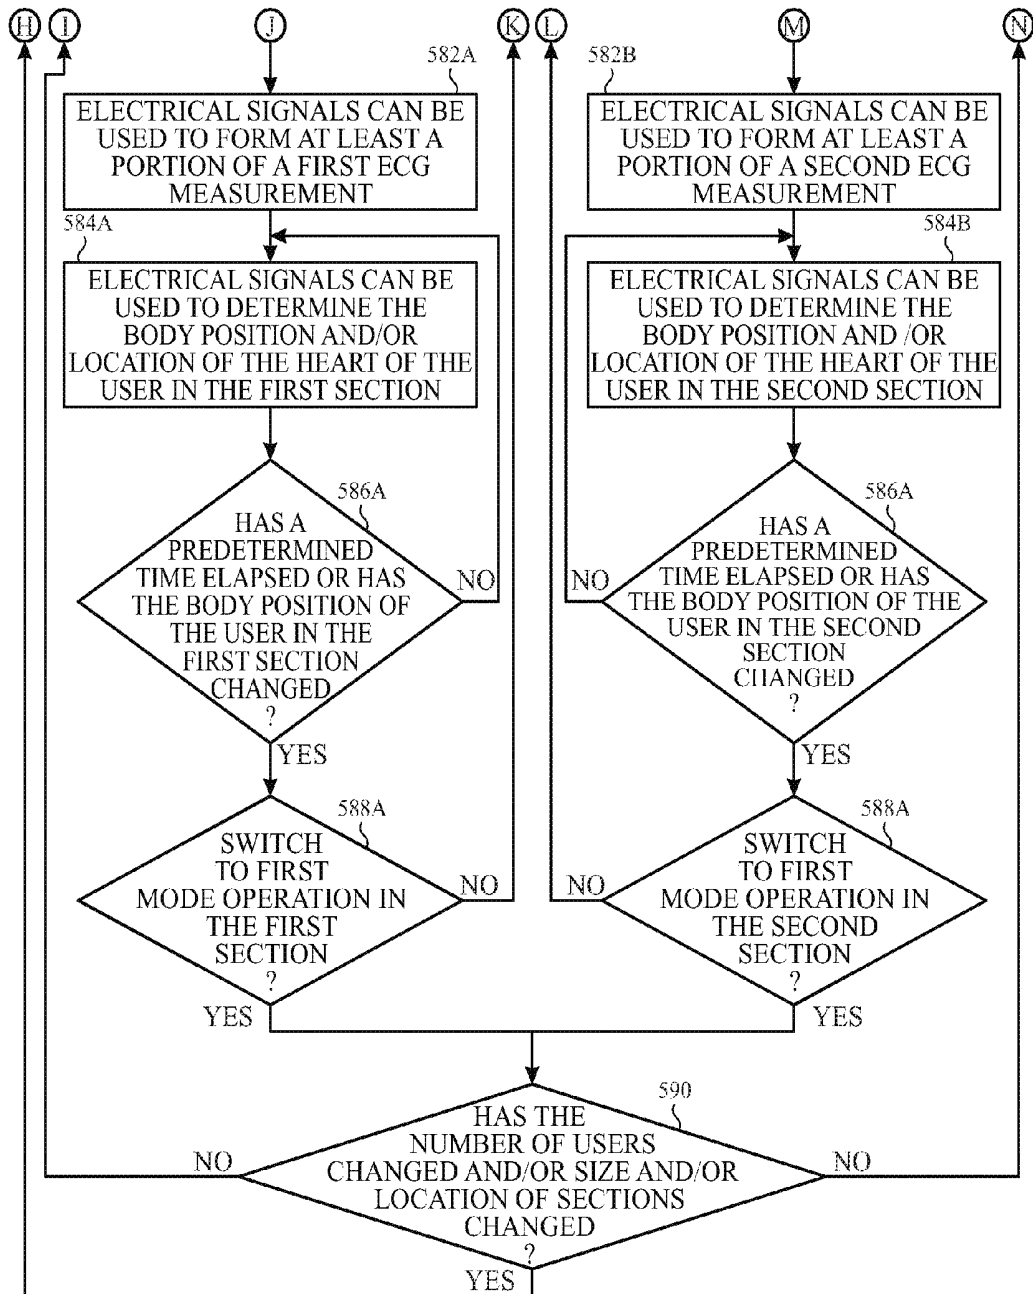 H I J K L M N
582A
ELECTRICAL SIGNALS CAN BE
USED TO FORM AT LEAST A
PORTION OF A FIRST ECG
MEASUREMENT
582B
ELECTRICAL SIGNALS CAN BE
USED TO FORM AT LEAST A
PORTION OF A SECOND ECG
MEASUREMENT
584A
ELECTRICAL SIGNALS CAN BE
USED TO DETERMINE THE
BODY POSITION AND/OR
LOCATION OF THE HEART OF THE
USER IN THE FIRST SECTION
584B
ELECTRICAL SIGNALS CAN BE
USED TO DETERMINE THE
BODY POSITION AND /OR
LOCATION OF THE HEART OF THE
USER IN THE SECOND SECTION
586A
HAS A
PREDETERMINED
TIME ELAPSED OR HAS
THE BODY POSITION OF
THE USER IN THE
FIRST SECTION
CHANGED
?
NO
YES
586A
HAS A
PREDETERMINED
TIME ELAPSED OR HAS
THE BODY POSITION OF THE
USER IN THE SECOND
SECTION
CHANGED
?
NO
YES
588A
SWITCH
TO FIRST
MODE OPERATION IN
THE FIRST
SECTION
?
NO
YES
588A
SWITCH
TO FIRST
MODE OPERATION IN
THE SECOND
SECTION
?
NO
YES
590
HAS THE
NUMBER OF USERS
CHANGED AND/OR SIZE AND/OR
LOCATION OF SECTIONS
CHANGED
?
NO
NO
YES